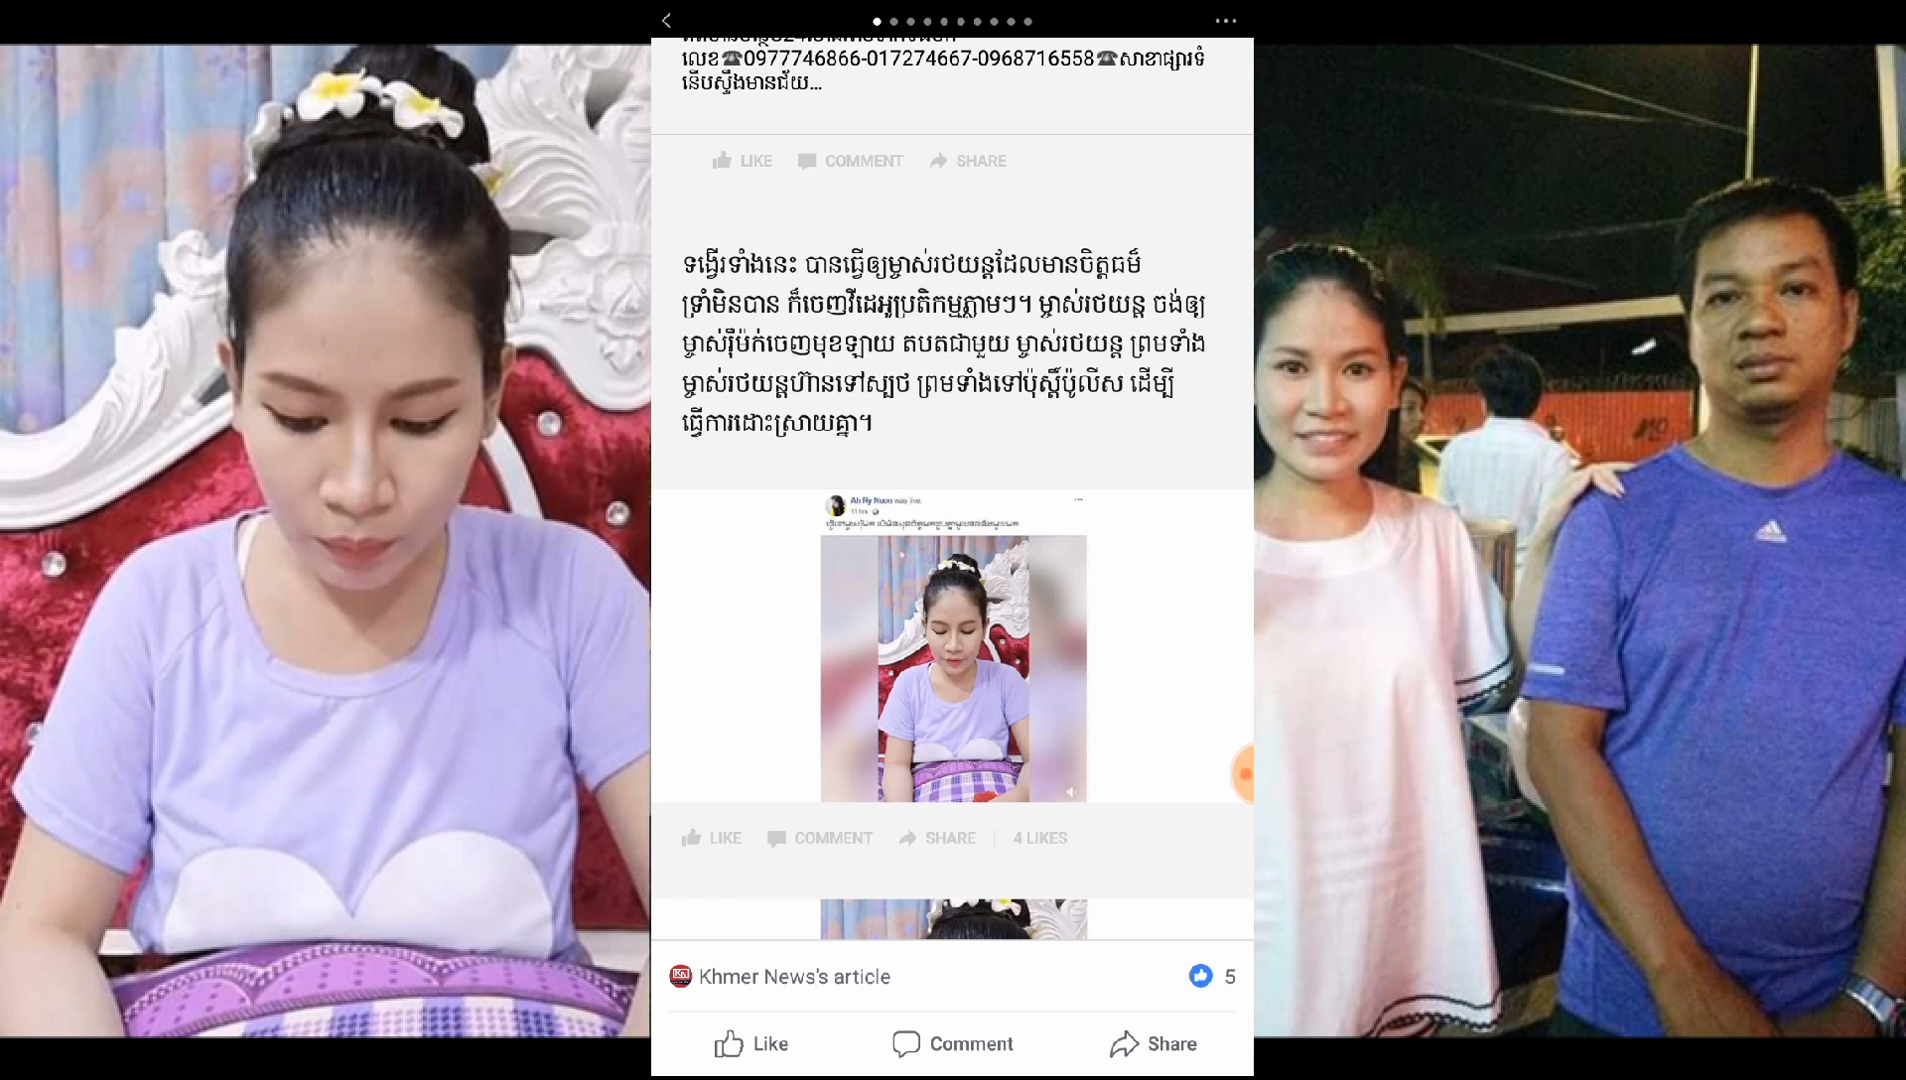 លេខ☎0977746866-017274667-0968716558☎សាខាផ្សារទំ
នើបស្ទឹងមានជ័យ...
LIKE COMMENT SHARE
ទង្វើរទាំងនេះ បានធ្វើឲ្យម្ចាស់រថយន្តដែលមានចិត្តធម៌
ទ្រាំមិនបាន ក៏ចេញវីដេអូប្រតិកម្មភ្លាមៗ។ ម្ចាស់រថយន្ត ចង់ឲ្យ
ម្ចាស់រ៉ឺម៉ក់ចេញមុខឡាយ តបតជាមួយ ម្ចាស់រថយន្ត ព្រមទាំង
ម្ចាស់រថយន្តហ៊ានទៅស្បថ ព្រមទាំងទៅប៉ុស្តិ៍ប៉ូលីស ដើម្បី
ធ្វើការដោះស្រាយគ្នា។
Ah Ry Nuon was live.
11 hrs
LIKE COMMENT SHARE 4 LIKES
Khmer News's article 5
Like Comment Share